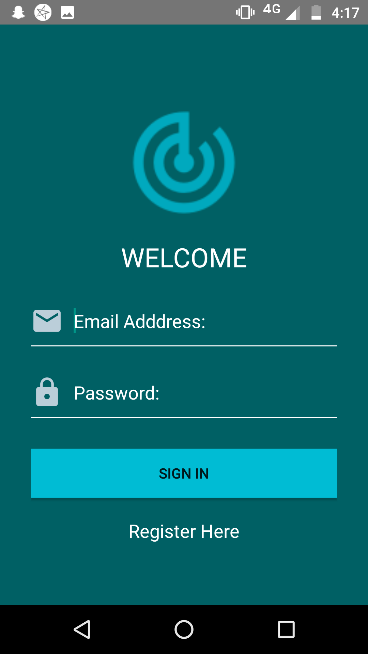 4G 4:17
WELCOME
Email Adddress:
Password:
SIGN IN
Register Here